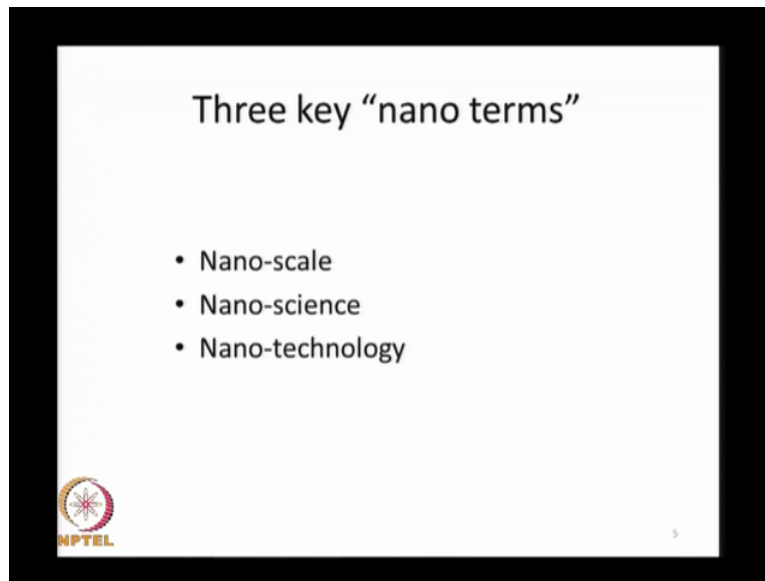 Three key “nano terms”
• Nano-scale
• Nano-science
• Nano-technology
NPTEL
5